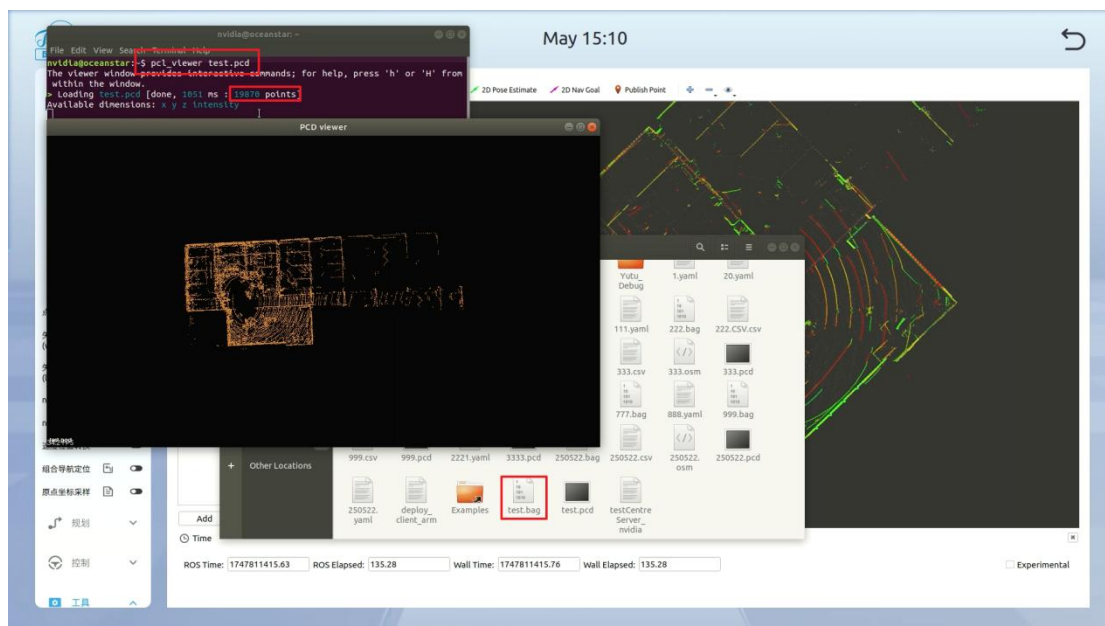 nvidia@oceanstar: ~
May 15:10
File Edit View Search Terminal Help
nvidia@oceanstar:~$ pcl_viewer test.pcd
The viewer window provides interactive commands; for help, press 'h' or 'H' from
within the window.
> Loading test.pcd [done, 1051 ms : 19870 points]
Available dimensions: x y z intensity
2D Pose Estimate 2D Nav Goal Publish Point
PCD viewer
Yutu_
Debug
1.yaml
20.yaml
111.yaml
222.bag
222.CSV.csv
333.csv
333.osm
333.pcd
777.bag
888.yaml
999.bag
999.csv
999.pcd
2221.yaml
3333.pcd
250522.bag
250522.csv
250522.
osm
250522.pcd
组合导航定位
+ Other Locations
原点坐标采样
250522.
yaml
deploy_
client_arm
Examples
test.bag
test.pcd
testCentre
Server_
nvidia
规划
Add
Time
控制
ROS Time: 1747811415.63 ROS Elapsed: 135.28 Wall Time: 1747811415.76 Wall Elapsed: 135.28 Experimental
工具